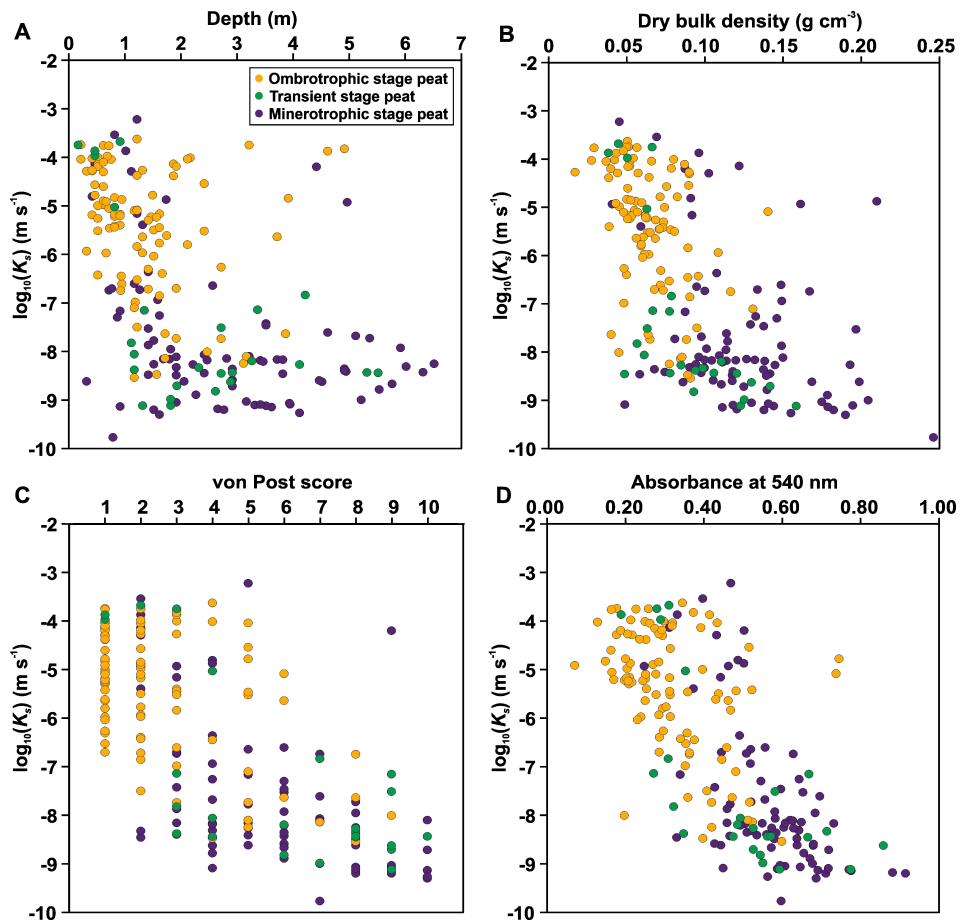 A
Depth (m)
0 1 2 3 4 5 6 7
Ombrotrophic stage peat
Transient stage peat
Minerotrophic stage peat
log₁₀(Kₛ) (m s⁻¹)
-2
-3
-4
-5
-6
-7
-8
-9
-10
B
Dry bulk density (g cm⁻³)
0 0.05 0.10 0.15 0.20 0.25
log₁₀(Kₛ) (m s⁻¹)
-2
-3
-4
-5
-6
-7
-8
-9
-10
C
von Post score
1 2 3 4 5 6 7 8 9 10
log₁₀(Kₛ) (m s⁻¹)
-2
-3
-4
-5
-6
-7
-8
-9
-10
D
Absorbance at 540 nm
0.00 0.20 0.40 0.60 0.80 1.00
log₁₀(Kₛ) (m s⁻¹)
-2
-3
-4
-5
-6
-7
-8
-9
-10